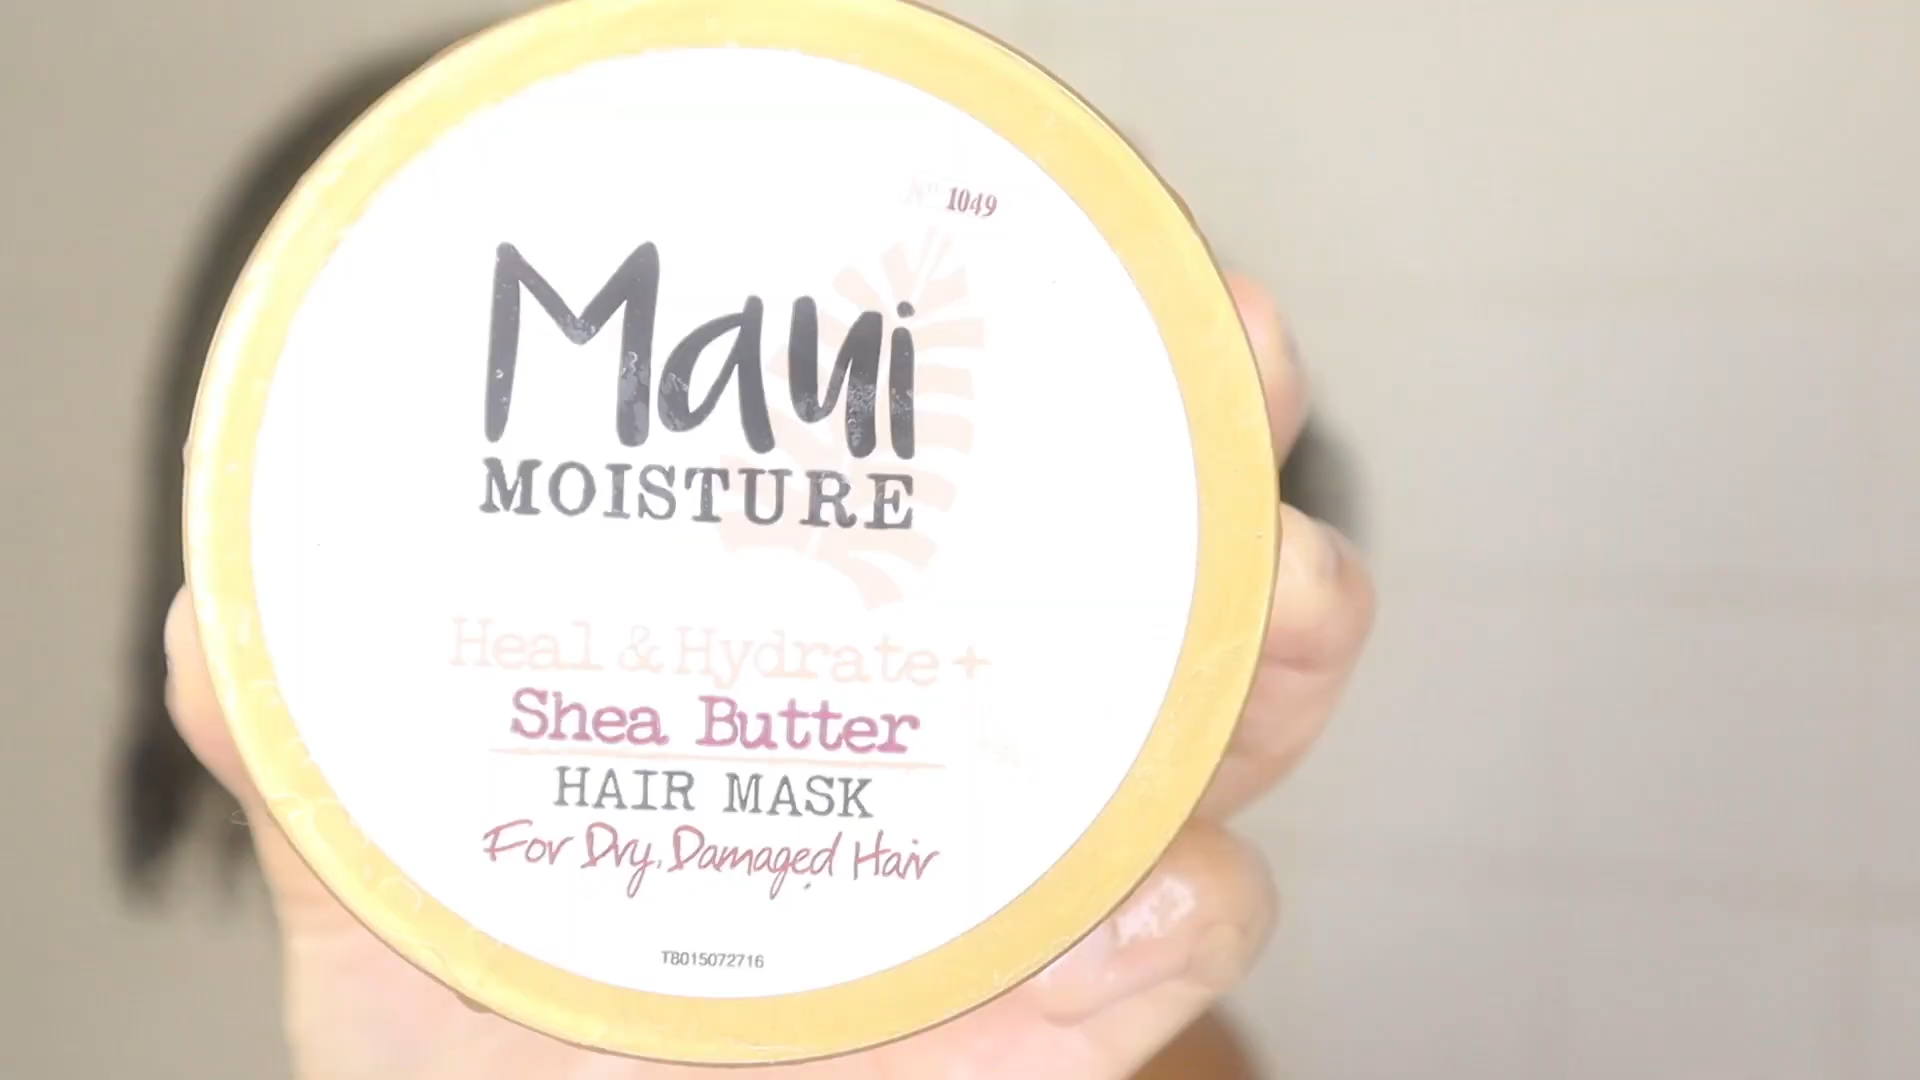 Nº 1049
Maui
MOISTURE
Heal & Hydrate +
Shea Butter
HAIR MASK
For Dry, Damaged Hair
TB015072716